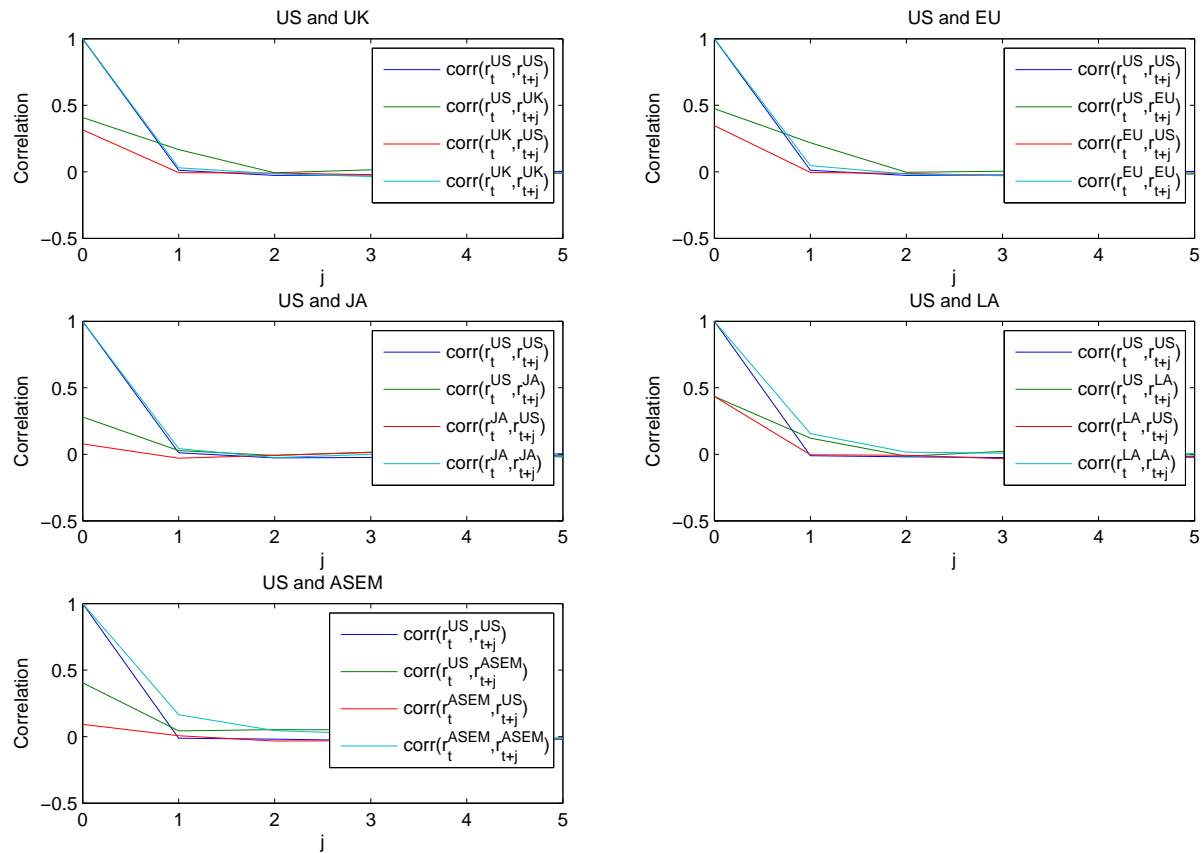 US and UK
1
0.5
0
−0.5
0 1 2 3 4 5
Correlation
j
corr(r_t^US,r_{t+j}^US)
corr(r_t^US,r_{t+j}^UK)
corr(r_t^UK,r_{t+j}^US)
corr(r_t^UK,r_{t+j}^UK)
US and EU
1
0.5
0
−0.5
0 1 2 3 4 5
Correlation
j
corr(r_t^US,r_{t+j}^US)
corr(r_t^US,r_{t+j}^EU)
corr(r_t^EU,r_{t+j}^US)
corr(r_t^EU,r_{t+j}^EU)
US and JA
1
0.5
0
−0.5
0 1 2 3 4 5
Correlation
j
corr(r_t^US,r_{t+j}^US)
corr(r_t^US,r_{t+j}^JA)
corr(r_t^JA,r_{t+j}^US)
corr(r_t^JA,r_{t+j}^JA)
US and LA
1
0.5
0
−0.5
0 1 2 3 4 5
Correlation
j
corr(r_t^US,r_{t+j}^US)
corr(r_t^US,r_{t+j}^LA)
corr(r_t^LA,r_{t+j}^US)
corr(r_t^LA,r_{t+j}^LA)
US and ASEM
1
0.5
0
−0.5
0 1 2 3 4 5
Correlation
j
corr(r_t^US,r_{t+j}^US)
corr(r_t^US,r_{t+j}^ASEM)
corr(r_t^ASEM,r_{t+j}^US)
corr(r_t^ASEM,r_{t+j}^ASEM)